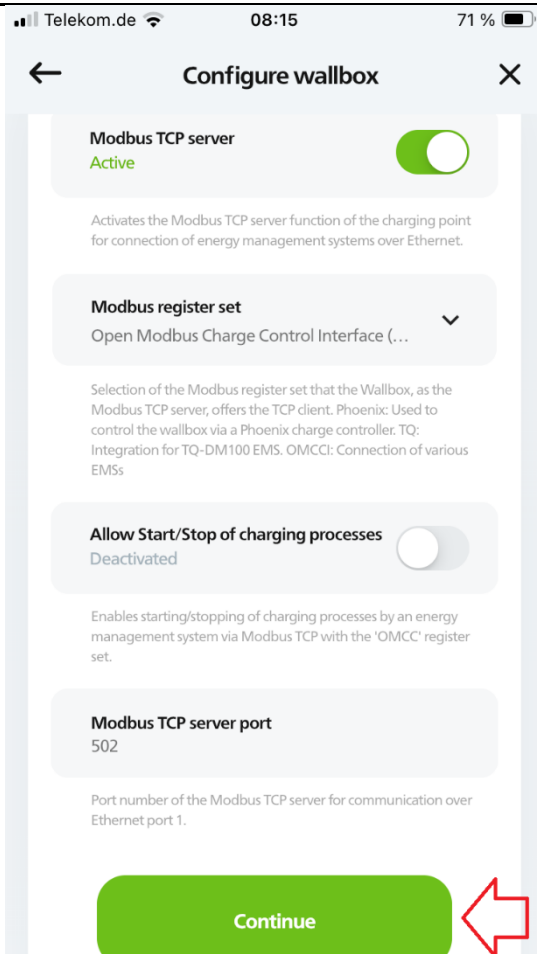 Telekom.de
08:15
71 %
Configure wallbox
Modbus TCP server
Active
Activates the Modbus TCP server function of the charging point
for connection of energy management systems over Ethernet.
Modbus register set
Open Modbus Charge Control Interface (...
Selection of the Modbus register set that the Wallbox, as the
Modbus TCP server, offers the TCP client. Phoenix: Used to
control the wallbox via a Phoenix charge controller. TQ:
Integration for TQ-DM100 EMS. OMCCI: Connection of various
EMSs
Allow Start/Stop of charging processes
Deactivated
Enables starting/stopping of charging processes by an energy
management system via Modbus TCP with the 'OMCC' register
set.
Modbus TCP server port
502
Port number of the Modbus TCP server for communication over
Ethernet port 1.
Continue